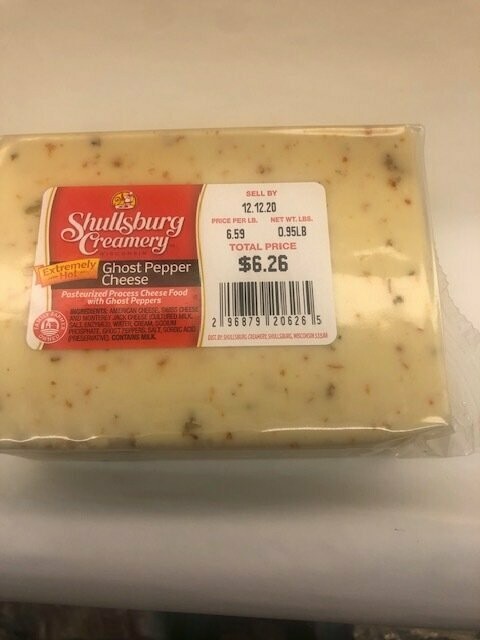 Shullsburg
Creamery
WISCONSIN
Extremely
Hot
Ghost Pepper
Cheese
Pasteurized Process Cheese Food
with Ghost Peppers
INGREDIENTS: AMERICAN CHEESE, SWISS CHEESE
AND MONTEREY JACK CHEESE (CULTURED MILK,
SALT, ENZYMES), WATER, CREAM, SODIUM
PHOSPHATE, GHOST PEPPERS, SALT, SORBIC ACID
(PRESERVATIVE). CONTAINS MILK.
SELL BY
12.12.20
PRICE PER LB. NET WT. LBS.
6.59 0.95LB
TOTAL PRICE
$6.26
2 96879 20626 5
DIST. BY: SHULLSBURG CREAMERY, SHULLSBURG, WISCONSIN 53586